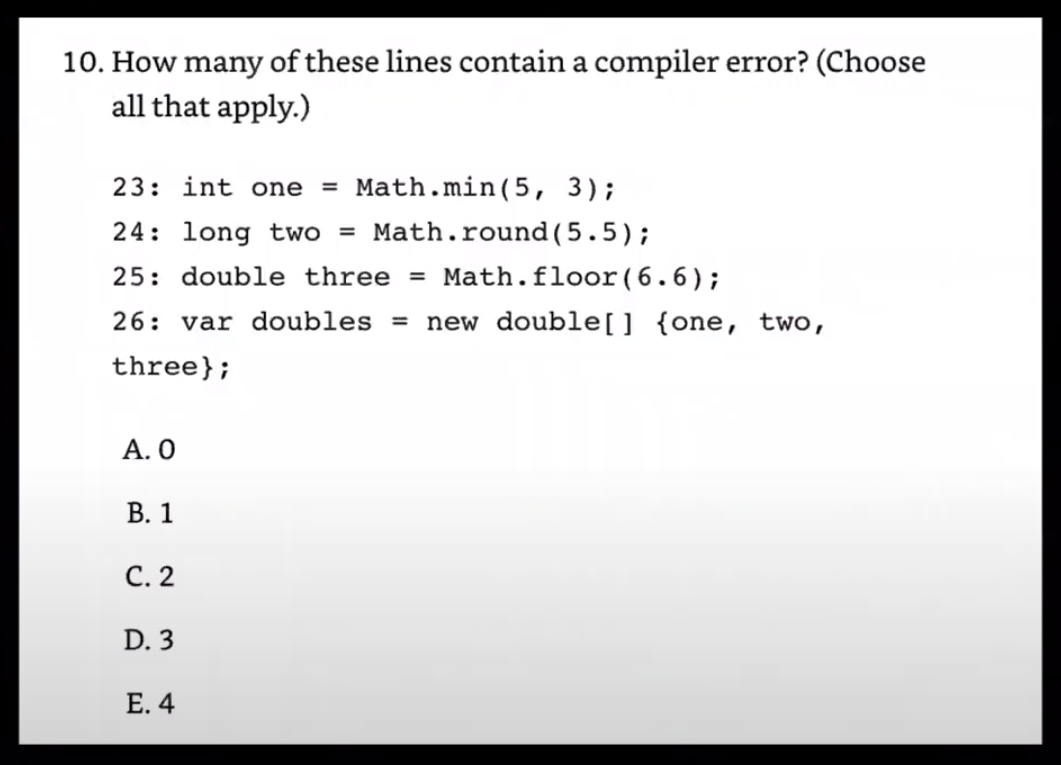 10. How many of these lines contain a compiler error? (Choose
all that apply.)
23: int one = Math.min(5, 3);
24: long two = Math.round(5.5);
25: double three = Math.floor(6.6);
26: var doubles = new double[] {one, two,
three};
A. 0
B. 1
C. 2
D. 3
E. 4